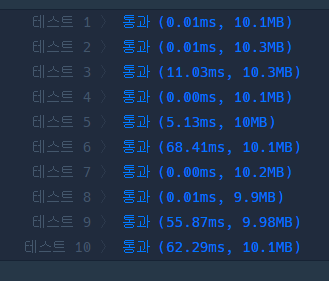 테스트 1 〉 통과 (0.01ms, 10.1MB)
테스트 2 〉 통과 (0.01ms, 10.3MB)
테스트 3 〉 통과 (11.03ms, 10.3MB)
테스트 4 〉 통과 (0.00ms, 10.1MB)
테스트 5 〉 통과 (5.13ms, 10MB)
테스트 6 〉 통과 (68.41ms, 10.1MB)
테스트 7 〉 통과 (0.00ms, 10.2MB)
테스트 8 〉 통과 (0.01ms, 9.9MB)
테스트 9 〉 통과 (55.87ms, 9.98MB)
테스트 10 〉 통과 (62.29ms, 10.1MB)